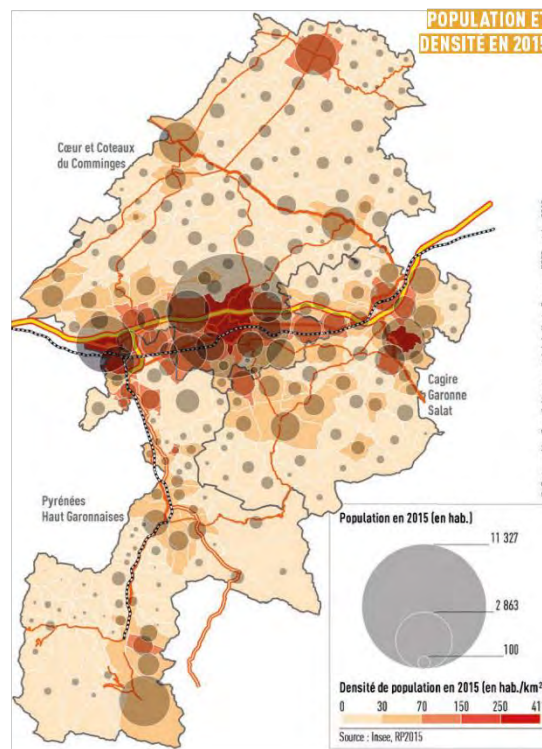 POPULATION ET
DENSITÉ EN 2015
Cœur et Coteaux
du Comminges
Cagire
Garonne
Salat
Pyrénées
Haut Garonnaises
Population en 2015 (en hab.)
11 327
2 863
100
Densité de population en 2015 (en hab./km²
0 30 70 150 250 41
Source : Insee, RP2015